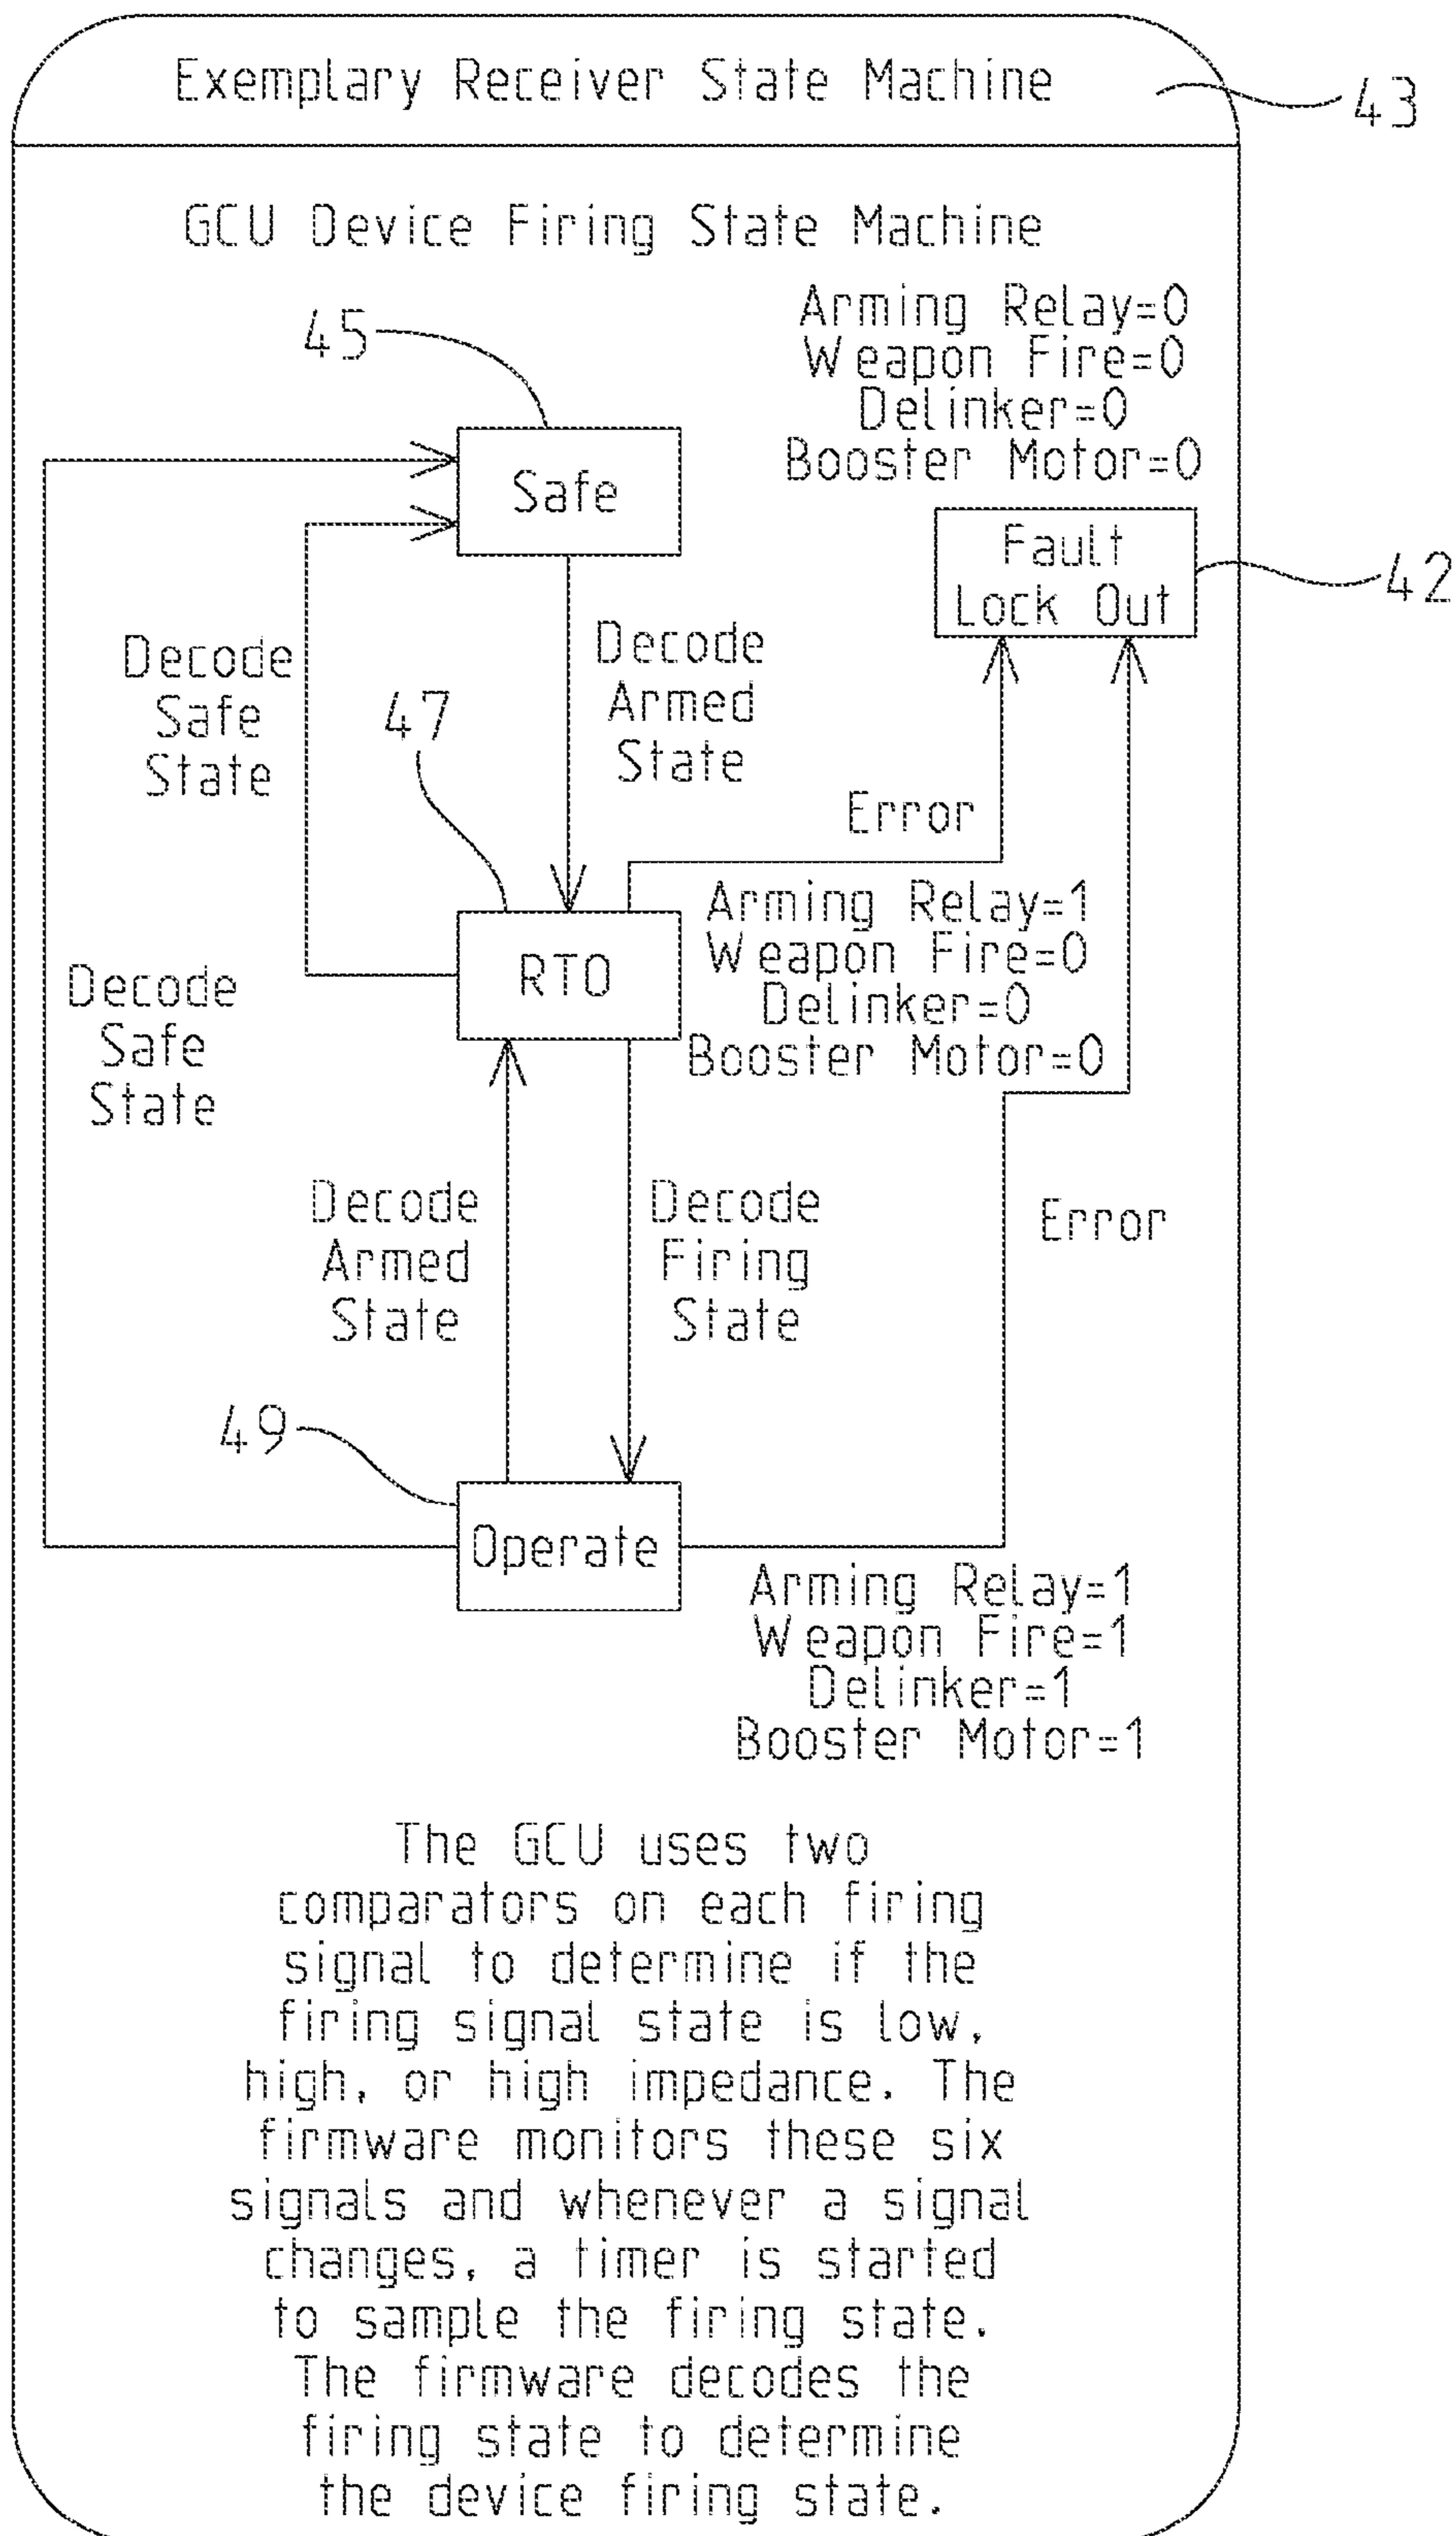 Exemplary Receiver State Machine
43
GCU Device Firing State Machine
Arming Relay=0
Weapon Fire=0
Delinker=0
Booster Motor=0
45
Safe
Fault
Lock Out
42
Decode
Safe
State
Decode
Armed
State
47
Error
RTO
Arming Relay=1
Weapon Fire=0
Delinker=0
Booster Motor=0
Decode
Safe
State
Decode
Armed
State
Decode
Firing
State
Error
49
Operate
Arming Relay=1
Weapon Fire=1
Delinker=1
Booster Motor=1
The GCU uses two
comparators on each firing
signal to determine if the
firing signal state is low,
high, or high impedance. The
firmware monitors these six
signals and whenever a signal
changes, a timer is started
to sample the firing state.
The firmware decodes the
firing state to determine
the device firing state.